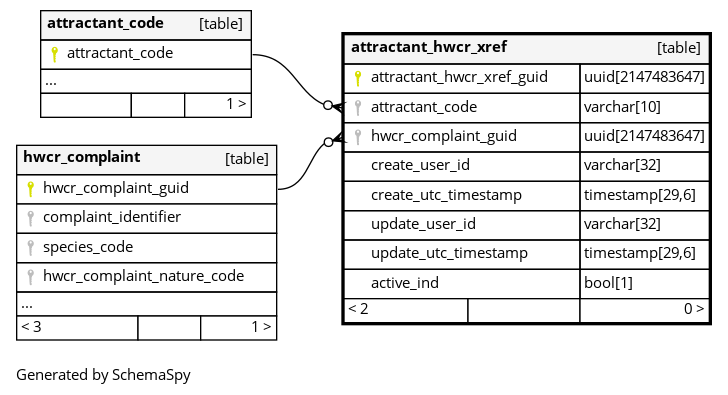 attractant_code [table]
attractant_code
...
1 >
hwcr_complaint [table]
hwcr_complaint_guid
complaint_identifier
species_code
hwcr_complaint_nature_code
...
< 3 1 >
attractant_hwcr_xref [table]
attractant_hwcr_xref_guid uuid[2147483647]
attractant_code varchar[10]
hwcr_complaint_guid uuid[2147483647]
create_user_id varchar[32]
create_utc_timestamp timestamp[29,6]
update_user_id varchar[32]
update_utc_timestamp timestamp[29,6]
active_ind bool[1]
< 2 0 >
Generated by SchemaSpy